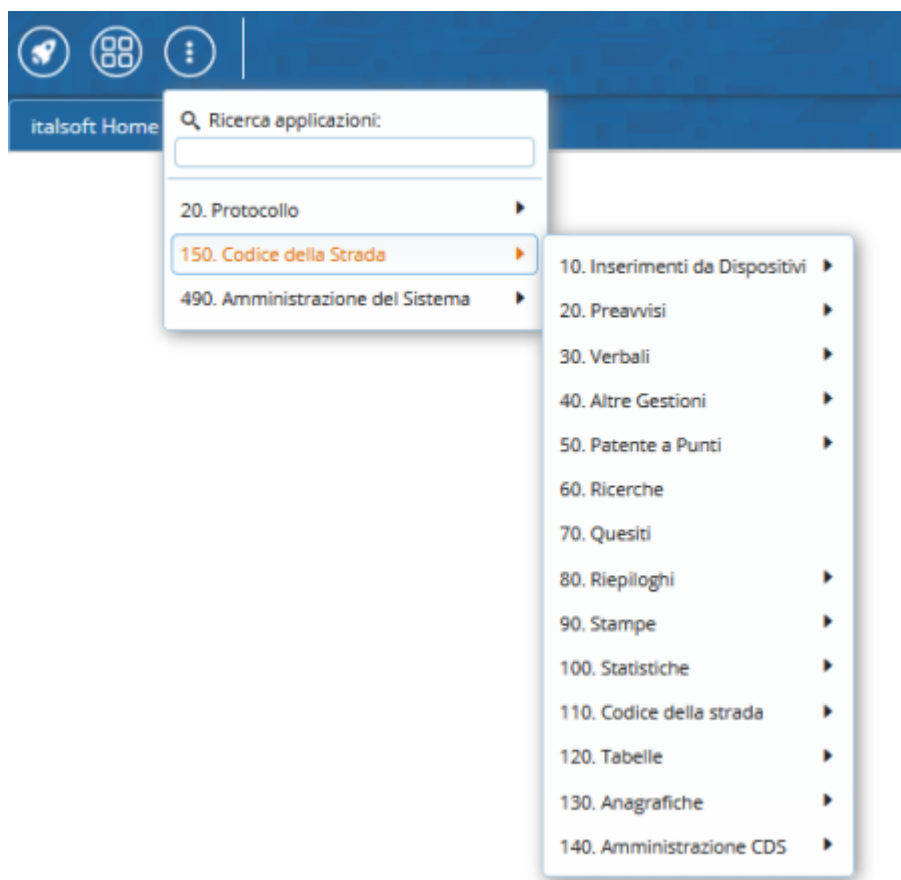 italsoft Home
Ricerca applicazioni:
20. Protocollo
150. Codice della Strada
490. Amministrazione del Sistema
10. Inserimenti da Dispositivi
20. Preavvisi
30. Verbali
40. Altre Gestioni
50. Patente a Punti
60. Ricerche
70. Quesiti
80. Riepiloghi
90. Stampe
100. Statistiche
110. Codice della strada
120. Tabelle
130. Anagrafiche
140. Amministrazione CDS